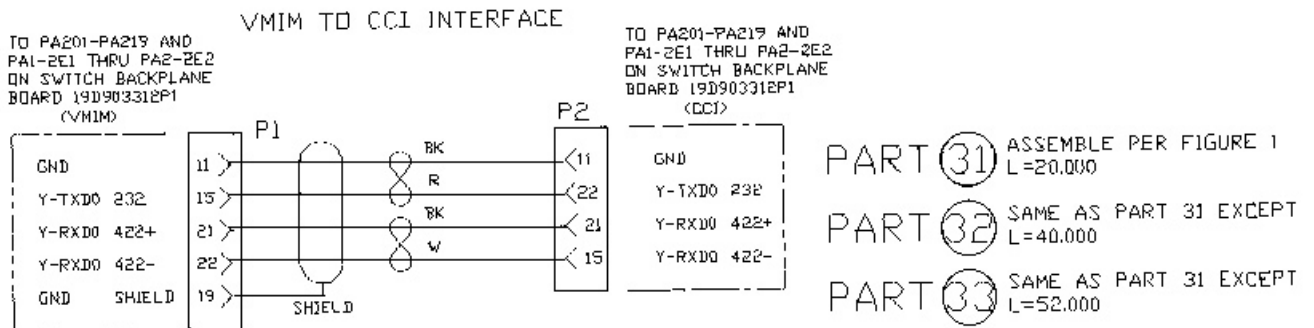 VMIM TO CCI INTERFACE
TO PA201-PA219 AND
PA1-2E1 THRU PA2-2E2
ON SWITCH BACKPLANE
BOARD 19D903312P1
(VMIM)
TO PA201-PA219 AND
PA1-2E1 THRU PA2-2E2
ON SWITCH BACKPLANE
BOARD 19D903312P1
(CCI)
P1
P2
GND 11 BK 11 GND
Y-TXD0 232 15 R 22 Y-TXD0 232
Y-RXD0 422+ 21 BK 21 Y-RXD0 422+
Y-RXD0 422- 22 W 15 Y-RXD0 422-
GND SHIELD 19 SHIELD
PART 31 ASSEMBLE PER FIGURE 1
L=20.000
PART 32 SAME AS PART 31 EXCEPT
L=40.000
PART 33 SAME AS PART 31 EXCEPT
L=52.000